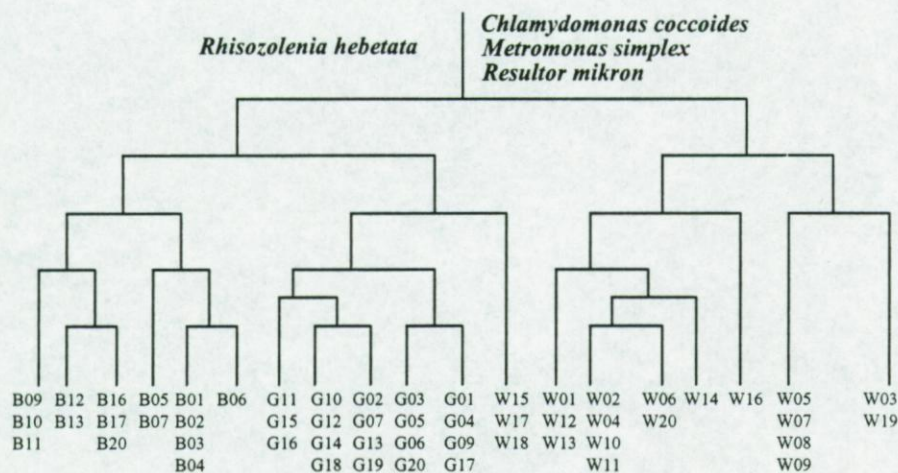 Rhisozolenia hebetata
Chlamydomonas coccoides
Metromonas simplex
Resultor mikron
B09 B12 B16 B05 B01 B06 G11 G10 G02 G03 G01 W15 W01 W02 W06 W14 W16 W05 W03
B10 B13 B17 B07 B02 G15 G12 G07 G05 G04 W17 W12 W04 W20 W07 W19
B11 B20 B03 G16 G14 G13 G06 G09 W18 W13 W10 W08
B04 G18 G19 G20 G17 W11 W09